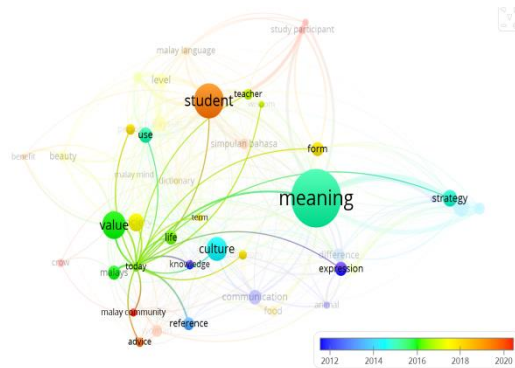 study participant
malay language
level
student
teacher
use
simpulan bahasa
form
benefit
beauty
malay mind
dictionary
meaning
strategy
term
value
life
culture
difference
today
knowledge
expression
crow
malays
communication
animal
malay community
food
reference
advice
2012 2014 2016 2018 2020